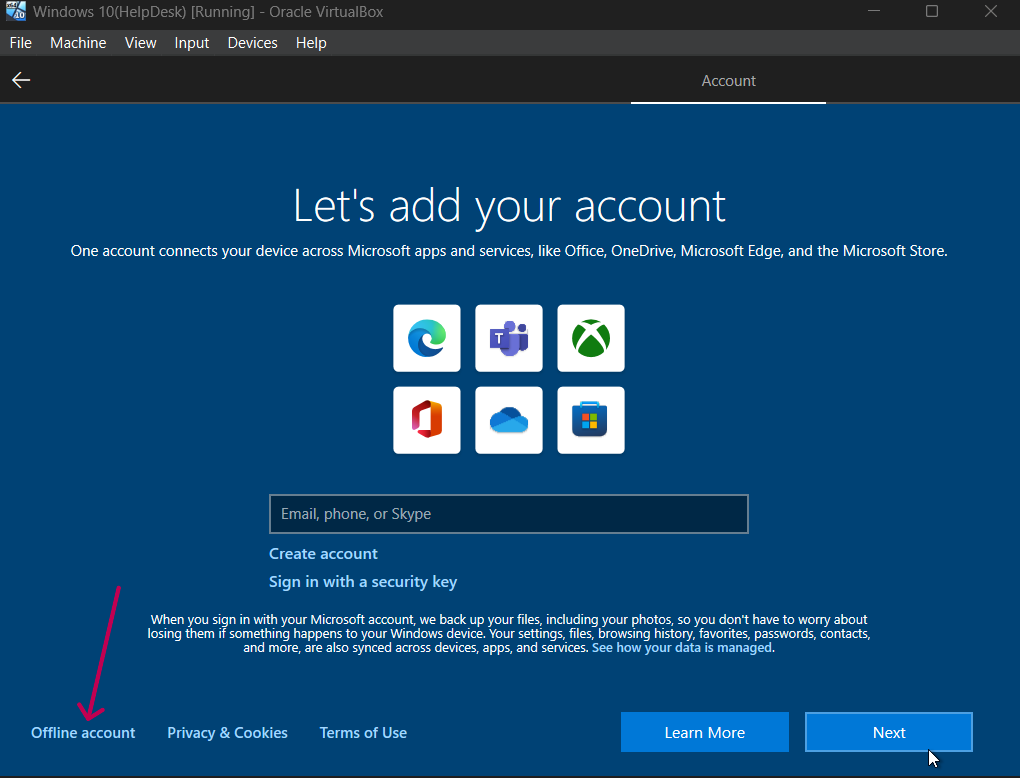 Windows 10(HelpDesk) [Running] - Oracle VirtualBox
File Machine View Input Devices Help
Account
Let's add your account
One account connects your device across Microsoft apps and services, like Office, OneDrive, Microsoft Edge, and the Microsoft Store.
Email, phone, or Skype
Create account
Sign in with a security key
When you sign in with your Microsoft account, we back up your files, including your photos, so you don't have to worry about
losing them if something happens to your Windows device. Your settings, files, browsing history, favorites, passwords, contacts,
and more, are also synced across devices, apps, and services. See how your data is managed.
Offline account Privacy & Cookies Terms of Use Learn More Next